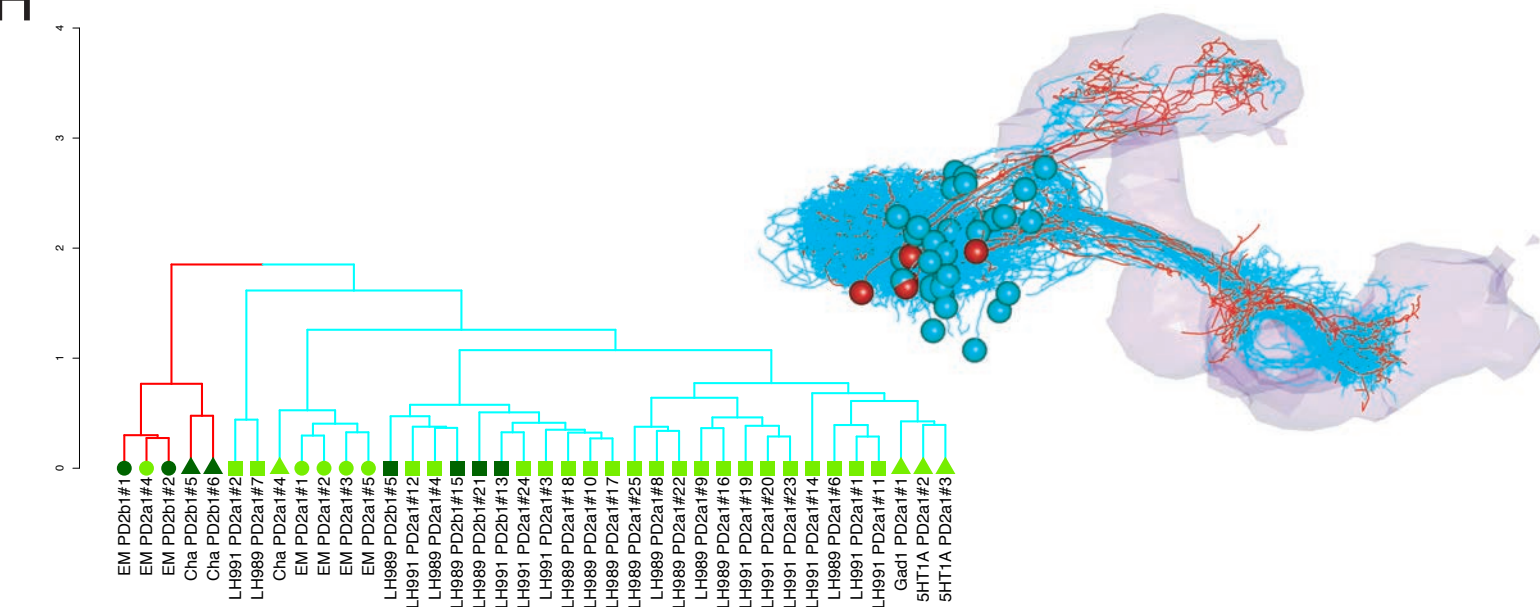 4
3
2
1
0
EM PD2b1#1
EM PD2a1#4
EM PD2b1#2
Cha PD2b1#5
Cha PD2b1#6
LH991 PD2a1#2
LH989 PD2a1#7
Cha PD2a1#4
EM PD2a1#1
EM PD2a1#2
EM PD2a1#3
EM PD2a1#5
LH989 PD2b1#5
LH991 PD2a1#12
LH989 PD2a1#4
LH989 PD2b1#15
LH989 PD2b1#21
LH989 PD2b1#13
LH991 PD2a1#24
LH991 PD2a1#3
LH989 PD2a1#18
LH989 PD2a1#10
LH989 PD2a1#17
LH989 PD2a1#25
LH989 PD2a1#8
LH989 PD2a1#22
LH989 PD2a1#9
LH991 PD2a1#16
LH991 PD2a1#19
LH991 PD2a1#20
LH991 PD2a1#23
LH991 PD2a1#14
LH989 PD2a1#6
LH991 PD2a1#1
LH991 PD2a1#11
Gad1 PD2a1#1
5HT1A PD2a1#2
5HT1A PD2a1#3